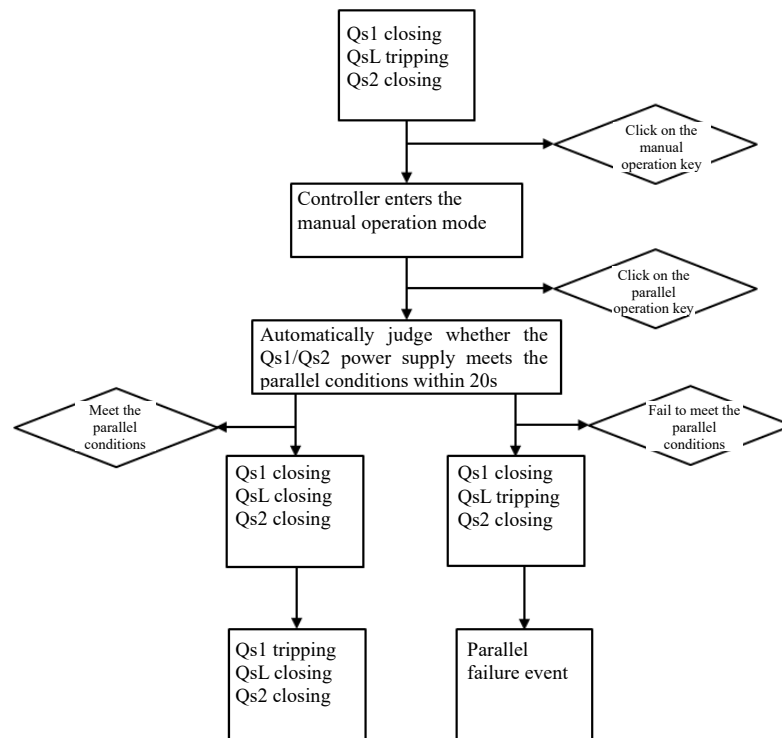 Qs1 closing
QsL tripping
Qs2 closing
Click on the
manual
operation key
Controller enters the
manual operation mode
Click on the
parallel
operation key
Automatically judge whether the
Qs1/Qs2 power supply meets the
parallel conditions within 20s
Meet the
parallel
conditions
Fail to meet the
parallel
conditions
Qs1 closing
QsL closing
Qs2 closing
Qs1 closing
QsL tripping
Qs2 closing
Qs1 tripping
QsL closing
Qs2 closing
Parallel
failure event